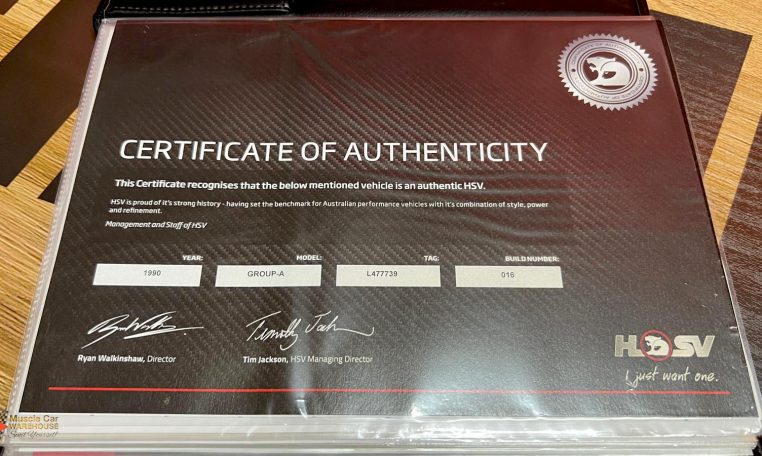 CERTIFICATE OF AUTHENTICITY
This Certificate recognises that the below mentioned vehicle is an authentic HSV.
HSV is proud of it's strong history - having set the benchmark for Australian performance vehicles with it's combination of style, power
and refinement.
Management and Staff of HSV
YEAR: MODEL: TAG: BUILD NUMBER:
1990 GROUP-A L477739 016
Timothy Jackson
Ryan Walkinshaw, Director Tim Jackson, HSV Managing Director
HSV
I just want one.
Muscle Car
WAREHOUSE